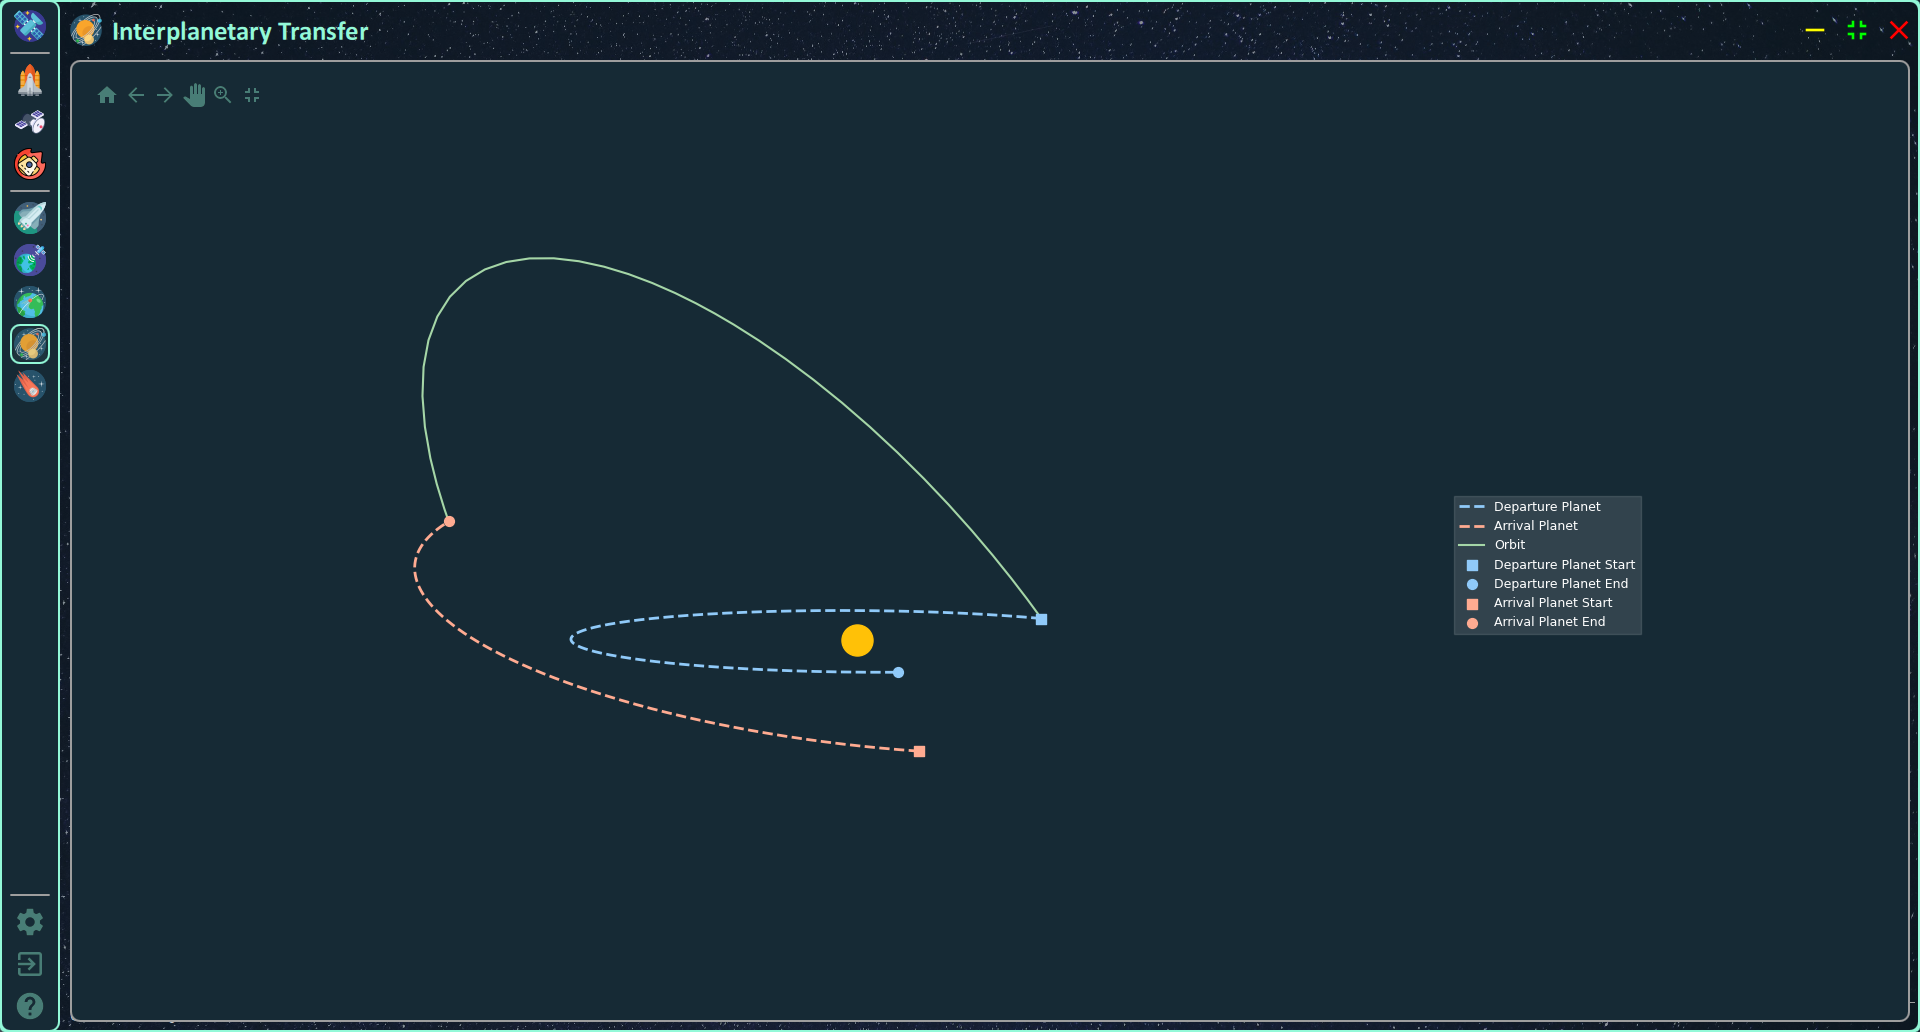 Interplanetary Transfer
Departure Planet
Arrival Planet
Orbit
Departure Planet Start
Departure Planet End
Arrival Planet Start
Arrival Planet End